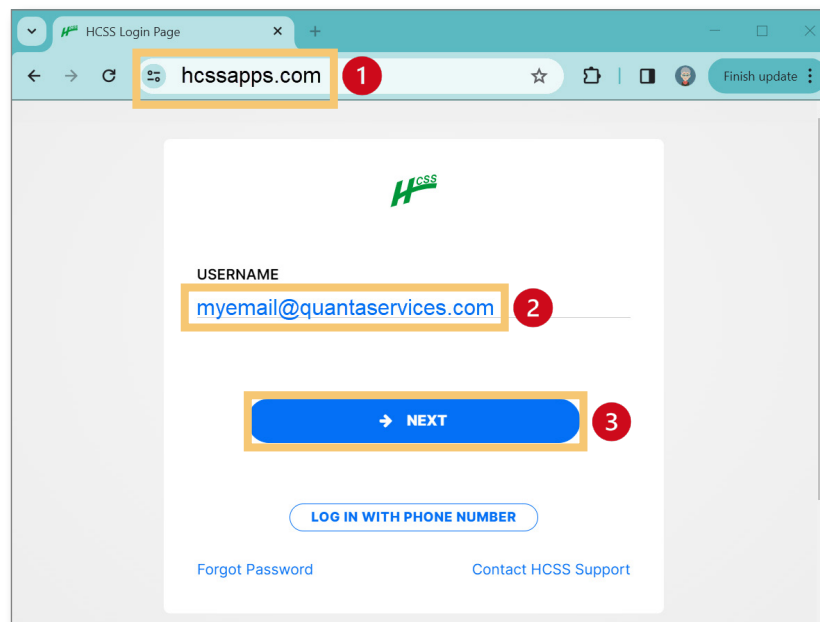 HCSS Login Page
hcssapps.com
1
Finish update
HCSS
USERNAME
myemail@quantaservices.com
2
NEXT
3
LOG IN WITH PHONE NUMBER
Forgot Password
Contact HCSS Support